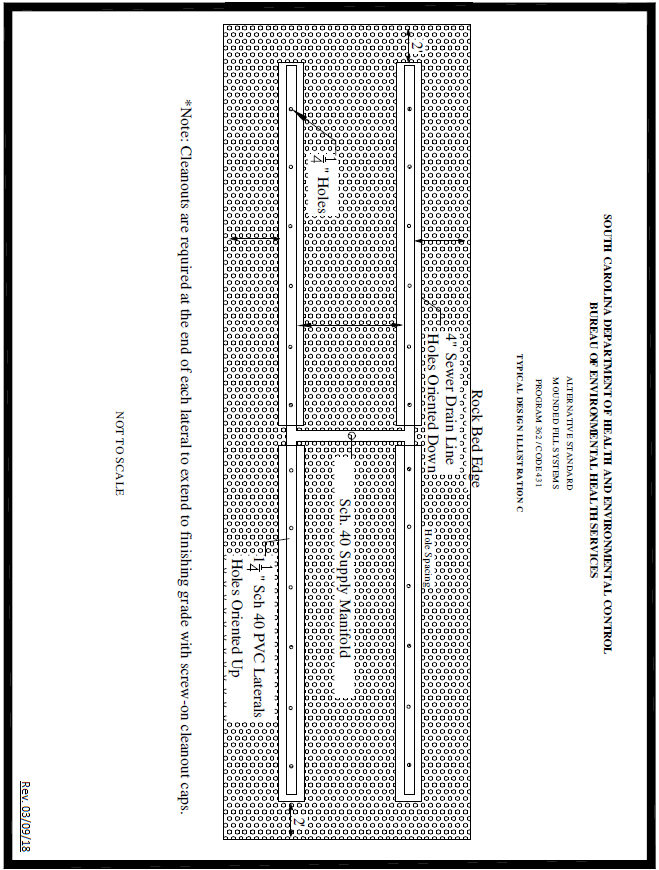 SOUTH CAROLINA DEPARTMENT OF HEALTH AND ENVIRONMENTAL CONTROL
BUREAU OF ENVIRONMENTAL HEALTH SERVICES
ALTERNATIVE STANDARD
MOUNDED FILL SYSTEMS
PROGRAM 362 / CODE 431
TYPICAL DESIGN ILLUSTRATION C
Rock Bed Edge
4" Sewer Drain Line
Holes Oriented Down
Hole Spacing
2'
1/4" Holes
Sch. 40 Supply Manifold
1 1/4" Sch 40 PVC Laterals
Holes Oriented Up
2'
*Note: Cleanouts are required at the end of each lateral to extend to finishing grade with screw-on cleanout caps.
NOT TO SCALE
Rev. 03/09/18